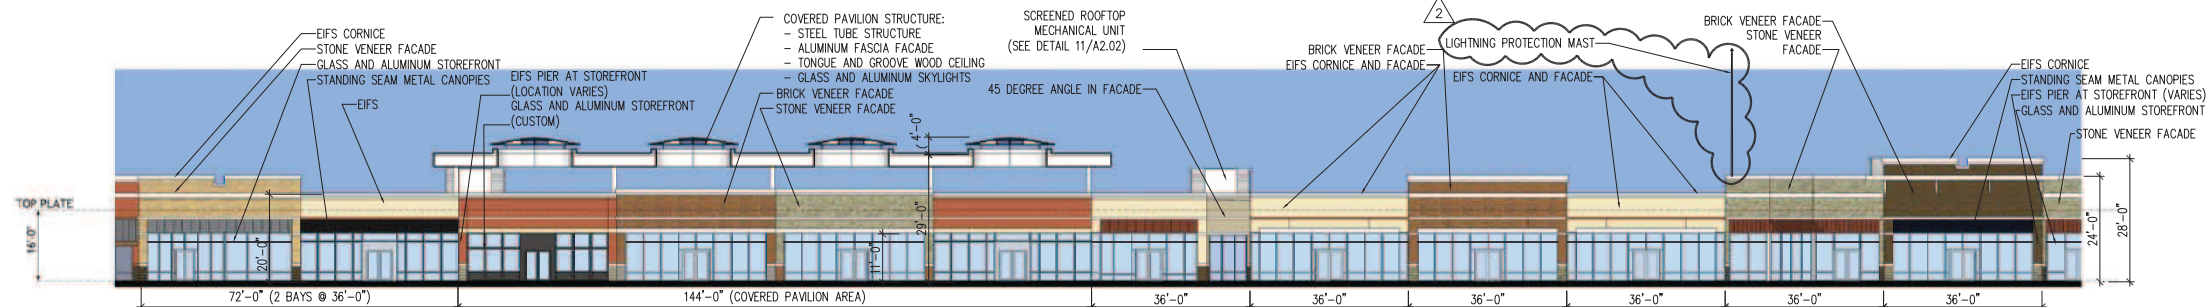 EIFS CORNICE
STONE VENEER FACADE
GLASS AND ALUMINUM STOREFRONT
STANDING SEAM METAL CANOPIES
EIFS
EIFS PIER AT STOREFRONT
(LOCATION VARIES)
GLASS AND ALUMINUM STOREFRONT
(CUSTOM)
COVERED PAVILION STRUCTURE:
- STEEL TUBE STRUCTURE
- ALUMINUM FASCIA FACADE
- TONGUE AND GROOVE WOOD CEILING
- GLASS AND ALUMINUM SKYLIGHTS
BRICK VENEER FACADE
STONE VENEER FACADE
SCREENED ROOFTOP
MECHANICAL UNIT
(SEE DETAIL 11/A2.02)
45 DEGREE ANGLE IN FACADE
BRICK VENEER FACADE
EIFS CORNICE AND FACADE
2
LIGHTNING PROTECTION MAST
EIFS CORNICE AND FACADE
BRICK VENEER FACADE
STONE VENEER
FACADE
EIFS CORNICE
STANDING SEAM METAL CANOPIES
EIFS PIER AT STOREFRONT (VARIES)
GLASS AND ALUMINUM STOREFRONT
STONE VENEER FACADE
TOP PLATE
16'-0"
20'-0"
11'-0"
29'-0"
( 4'-0"
24'-0"
28'-0"
72'-0" (2 BAYS @ 36'-0")
144'-0" (COVERED PAVILION AREA)
36'-0"
36'-0"
36'-0"
36'-0"
36'-0"
36'-0"